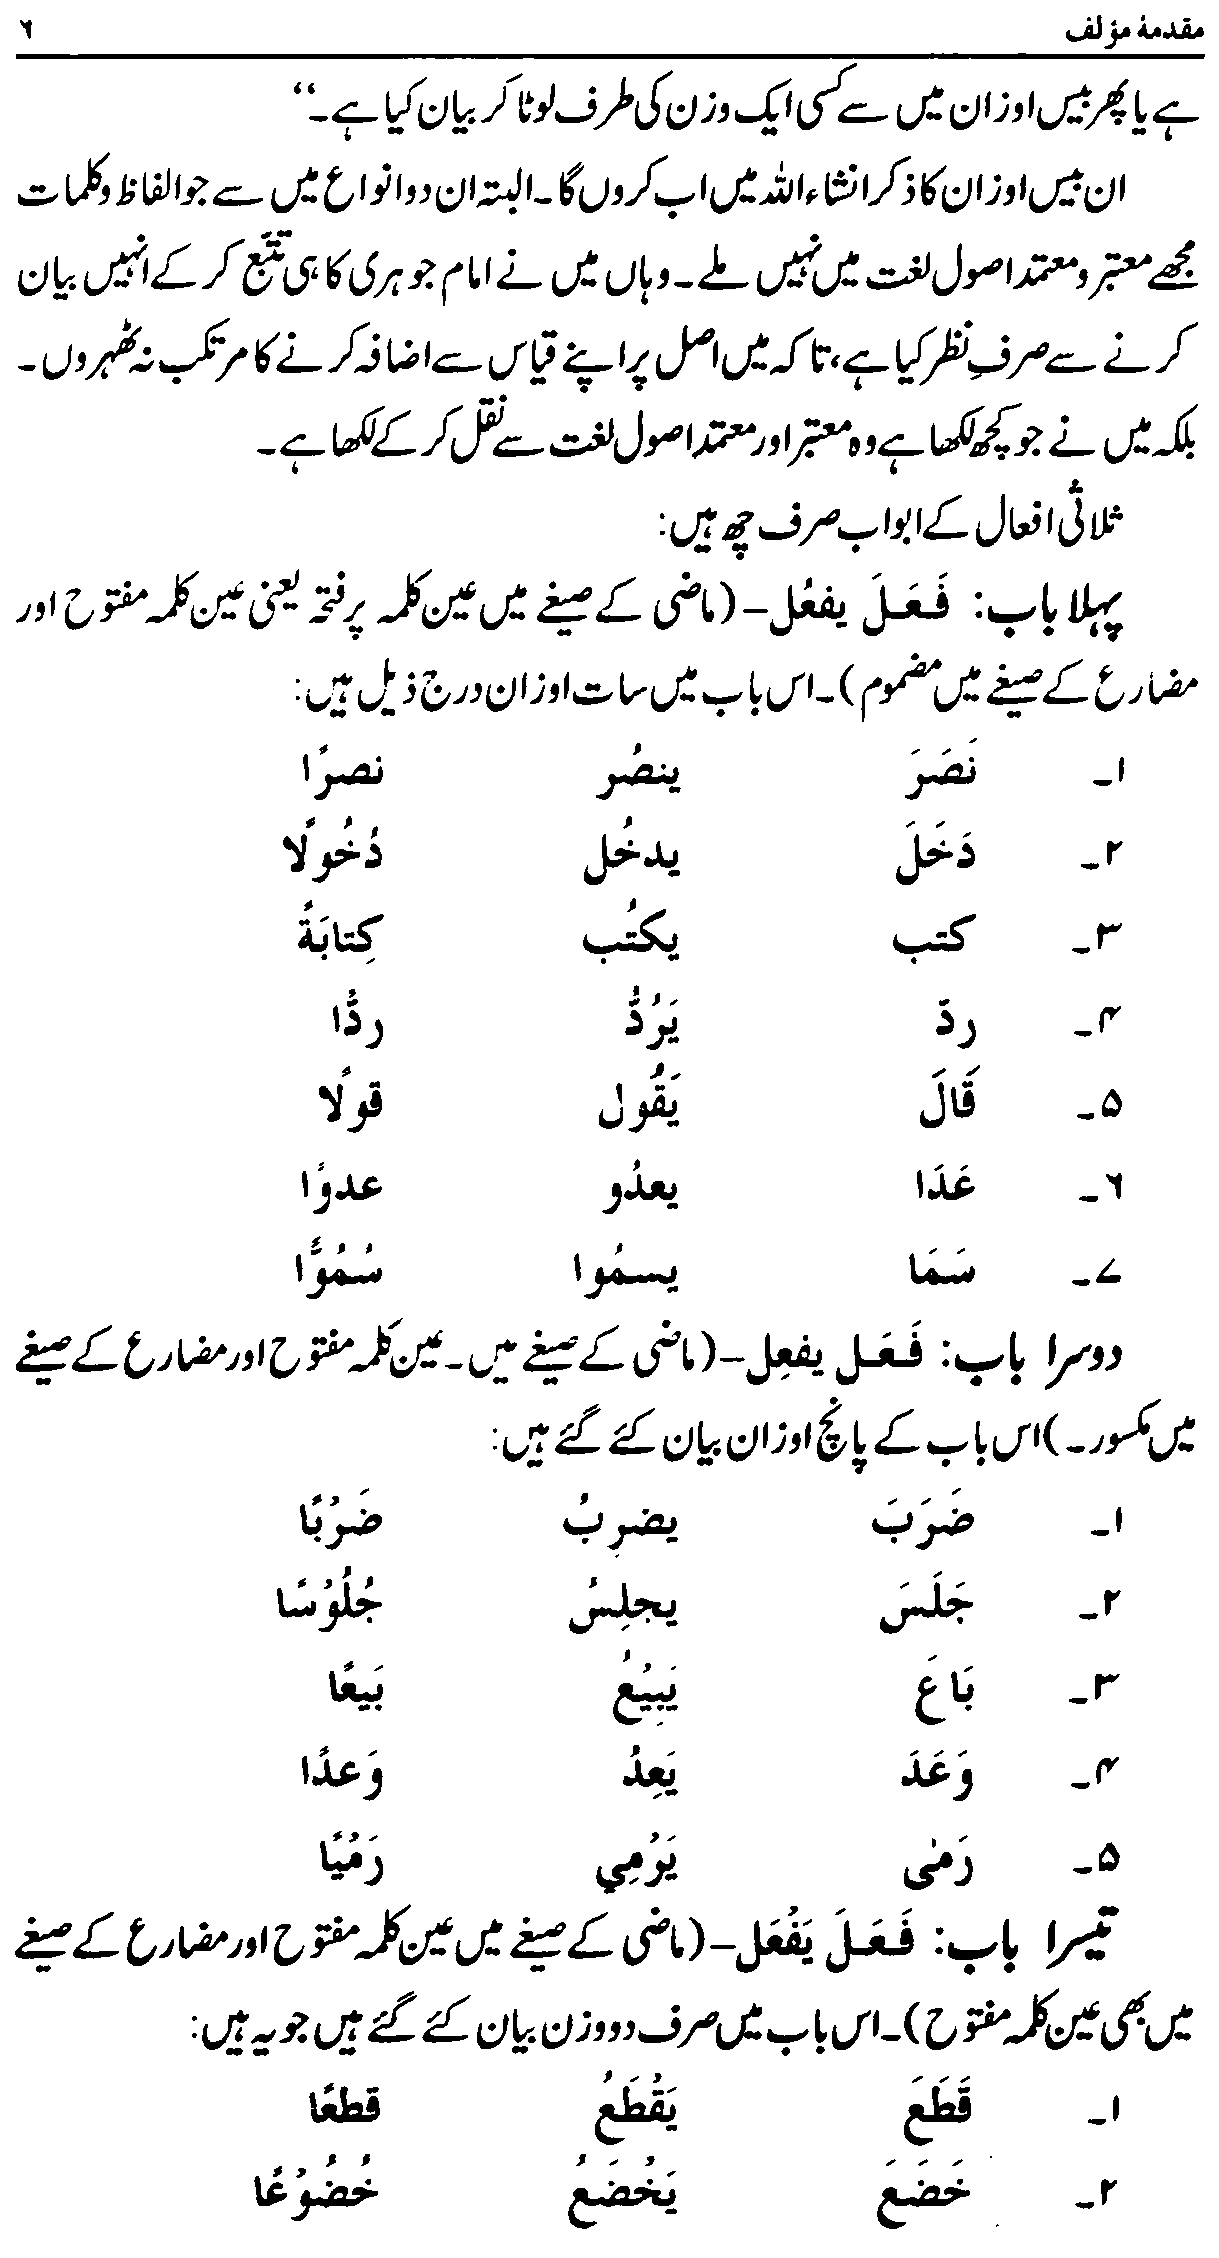 مقدمۂ مؤلف ۶
ہے یا پھر بیس اوزان میں سے کسی ایک وزن کی طرف لوٹا کر بیان کیا ہے۔‘‘
ان بیس اوزان کا ذکر انشاء اللہ میں اب کروں گا۔ البتہ ان دو انواع میں سے جو الفاظ و کلمات
مجھے معتبر و معتمد اصول لغت میں نہیں ملے۔ وہاں میں نے امام جوہری کا ہی تتبّع کر کے انہیں بیان
کرنے سے صرفِ نظر کیا ہے، تا کہ میں اصل پر اپنے قیاس سے اضافہ کرنے کا مرتکب نہ ٹھہروں۔
بلکہ میں نے جو کچھ لکھا ہے وہ معتبر اور معتمد اصول لغت سے نقل کر کے لکھا ہے۔
ثلاثی افعال کے ابواب صرف چھ ہیں:
پہلا باب: فَعَلَ یفعُل – (ماضی کے صیغے میں عین کلمہ پر فتحہ یعنی عین کلمہ مفتوح اور
مضارع کے صیغے میں مضموم)۔ اس باب میں سات اوزان درج ذیل ہیں:
۱۔ نَصَرَ ینصُر نصرًا
۲۔ دَخَلَ یدخُل دُخُولًا
۳۔ کتب یکتُب کِتابَةً
۴۔ ردّ یَرُدُّ ردًّا
۵۔ قَالَ یَقُول قولًا
۶۔ عَدَا یعدُو عدوًا
۷۔ سَمَا یسمُوا سُمُوًّا
دوسرا باب: فَعَل یفعِل – (ماضی کے صیغے میں۔ عین کلمہ مفتوح اور مضارع کے صیغے
میں مکسور۔) اس باب کے پانچ اوزان بیان کئے گئے ہیں:
۱۔ ضَرَبَ یضرِبُ ضَرْبًا
۲۔ جَلَسَ یجلِسُ جُلُوْسًا
۳۔ بَاعَ یَبِیْعُ بَیعًا
۴۔ وَعَدَ یَعِدُ وَعدًا
۵۔ رَمٰی یَرْمِي رَمْیًا
تیسرا باب: فَعَلَ یَفْعَل – (ماضی کے صیغے میں عین کلمہ مفتوح اور مضارع کے صیغے
میں بھی عین کلمہ مفتوح)۔ اس باب میں صرف دو وزن بیان کئے گئے ہیں جو یہ ہیں:
۱۔ قَطَعَ یَقْطَعُ قطعًا
۲۔ خَضَعَ یَخْضَعُ خُضُوْعًا